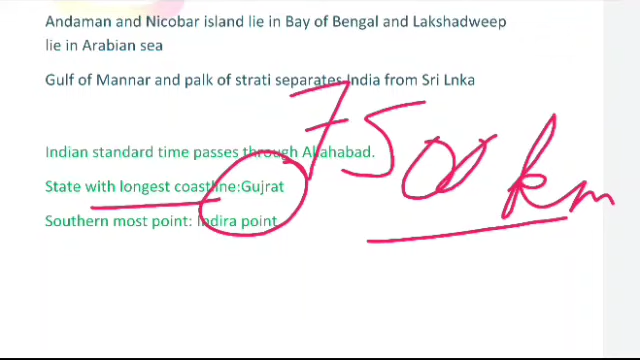 Andaman and Nicobar island lie in Bay of Bengal and Lakshadweep
lie in Arabian sea
Gulf of Mannar and palk of strati separates India from Sri Lnka
7500 km
Indian standard time passes through Allahabad.
State with longest coastline:Gujrat
Southern most point: Indira point